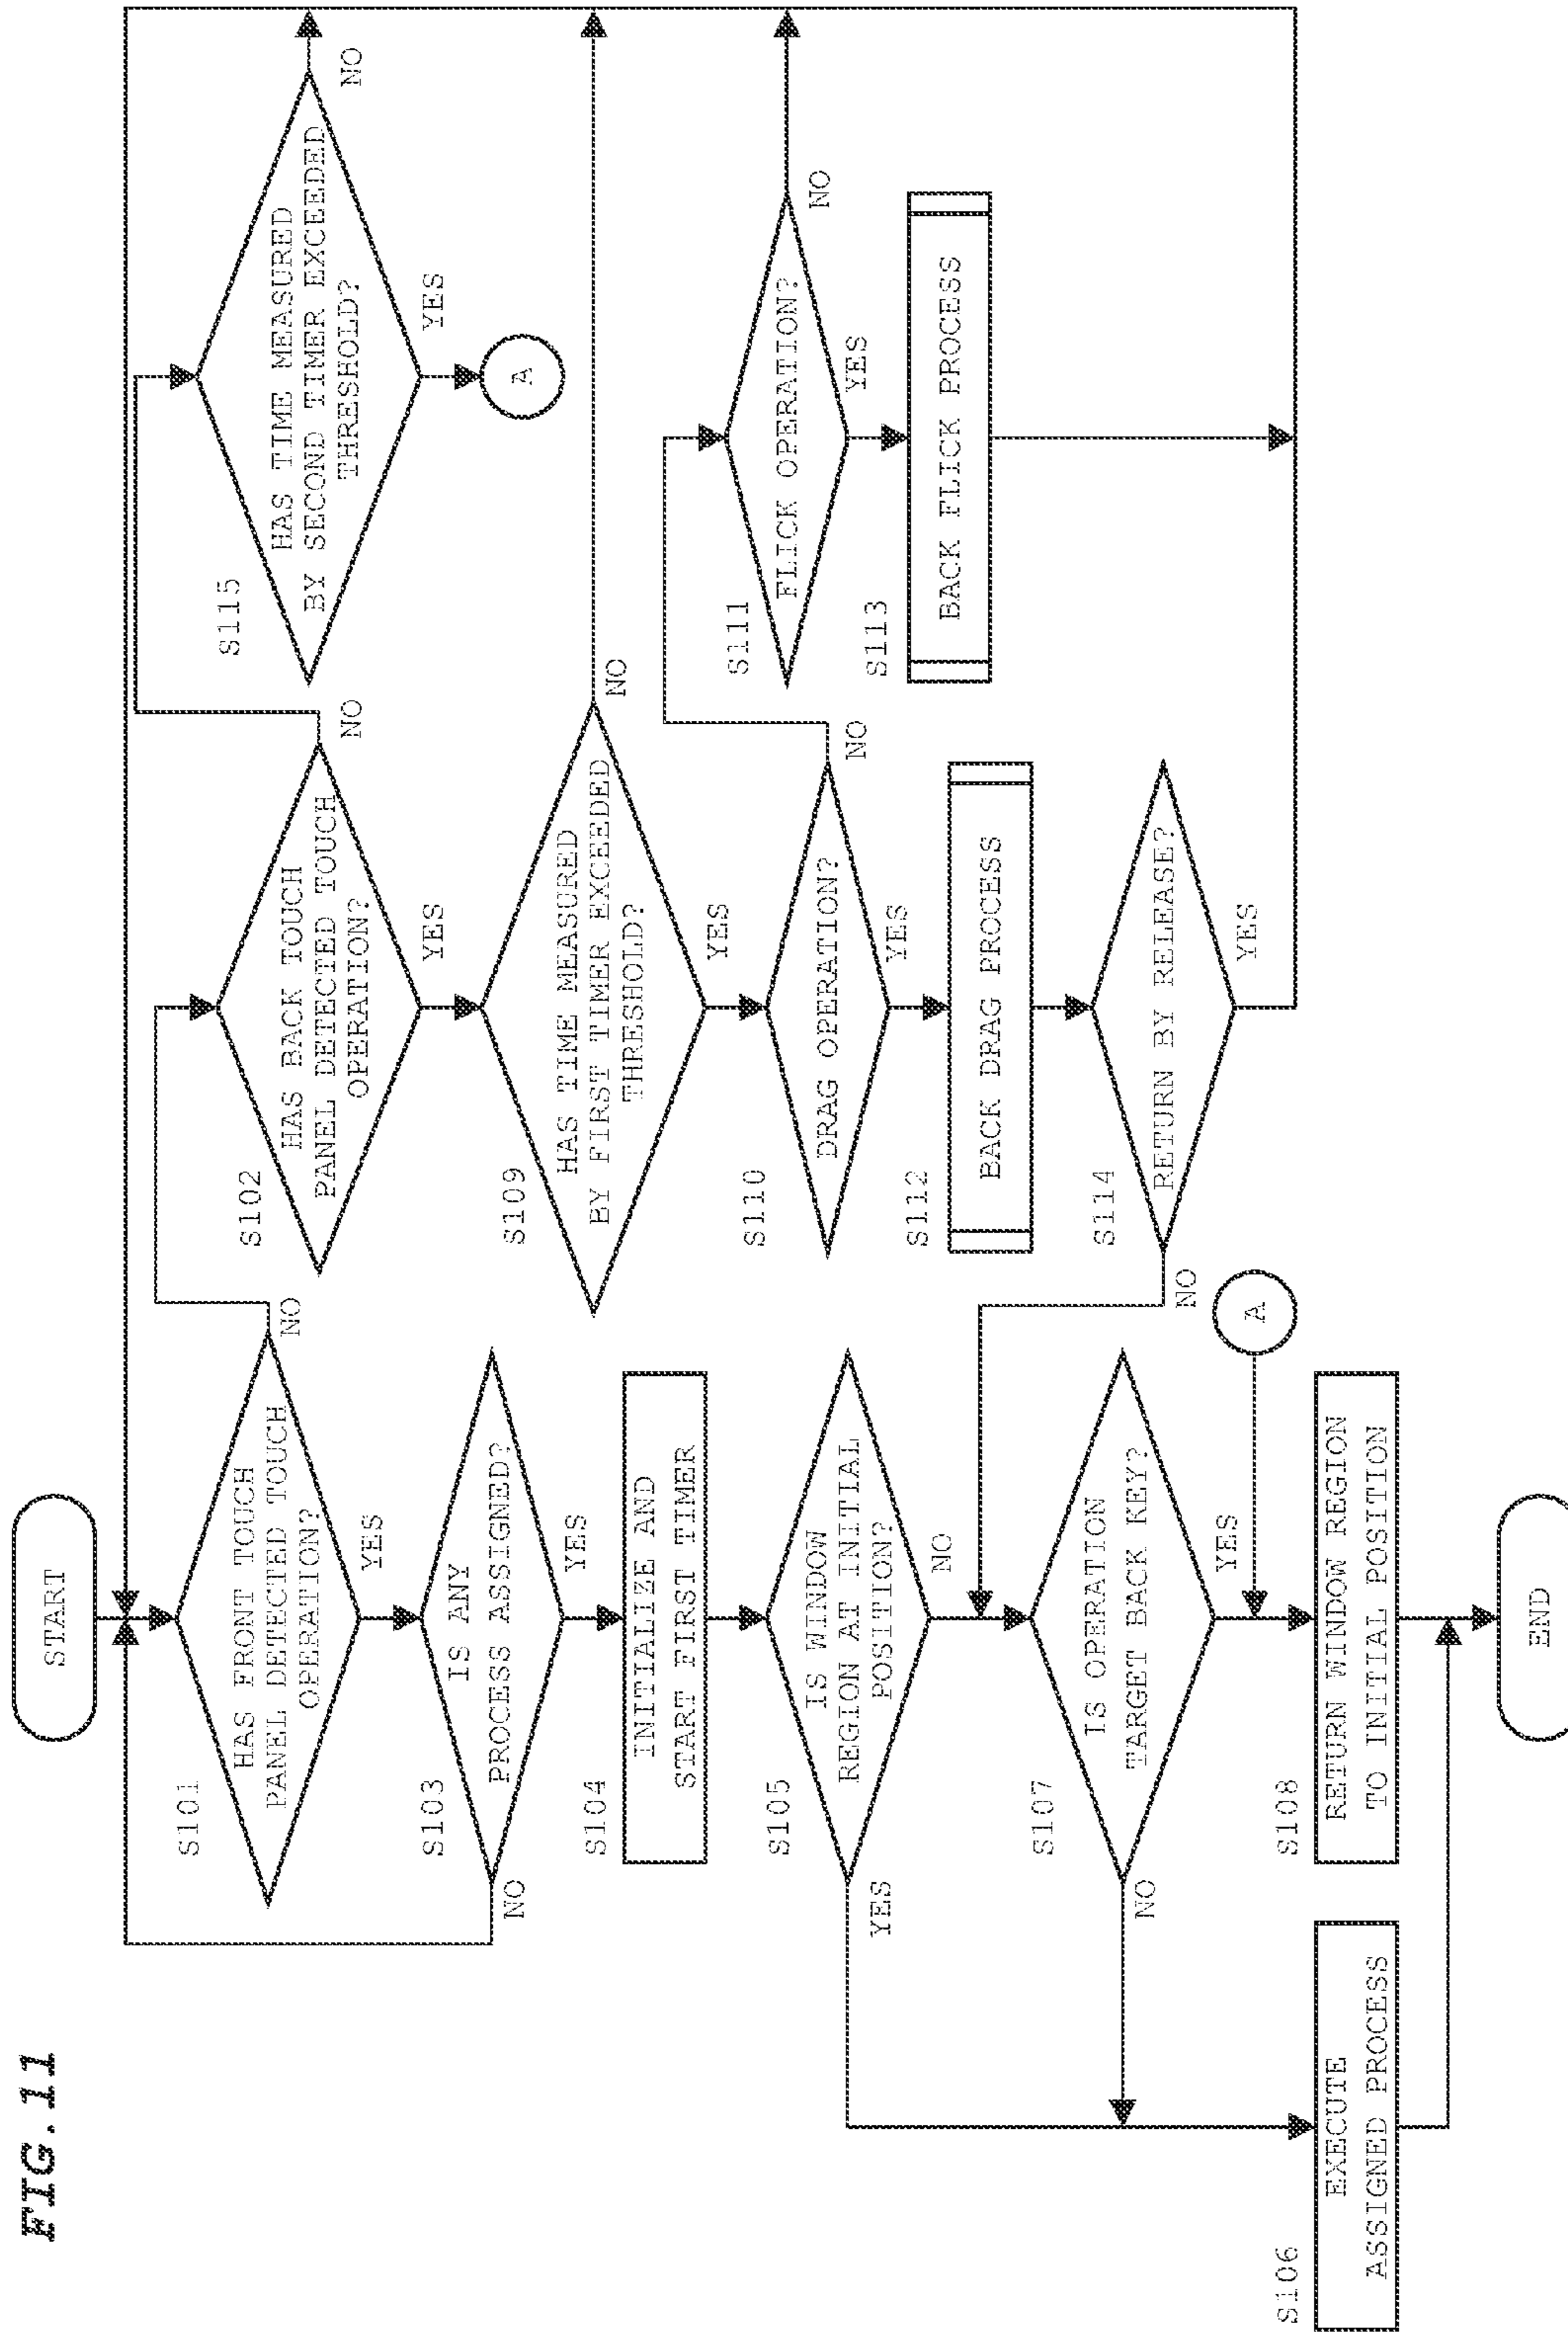 FIG.11
START
S101
HAS FRONT TOUCH
PANEL DETECTED TOUCH
OPERATION?
NO
YES
S103
IS ANY
PROCESS ASSIGNED?
NO
YES
S104
INITIALIZE AND
START FIRST TIMER
S105
IS WINDOW
REGION AT INITIAL
POSITION?
YES
NO
S107
IS OPERATION
TARGET BACK KEY?
NO
YES
A
S106
EXECUTE
ASSIGNED PROCESS
S108
RETURN WINDOW REGION
TO INITIAL POSITION
END
S102
HAS BACK TOUCH
PANEL DETECTED TOUCH
OPERATION?
NO
YES
S109
HAS TIME MEASURED
BY FIRST TIMER EXCEEDED
THRESHOLD?
NO
YES
S110
DRAG OPERATION?
NO
YES
S112
BACK DRAG PROCESS
S114
RETURN BY RELEASE?
NO
YES
S115
HAS TIME MEASURED
BY SECOND TIMER EXCEEDED
THRESHOLD?
NO
YES
A
S111
FLICK OPERATION?
NO
YES
S113
BACK FLICK PROCESS